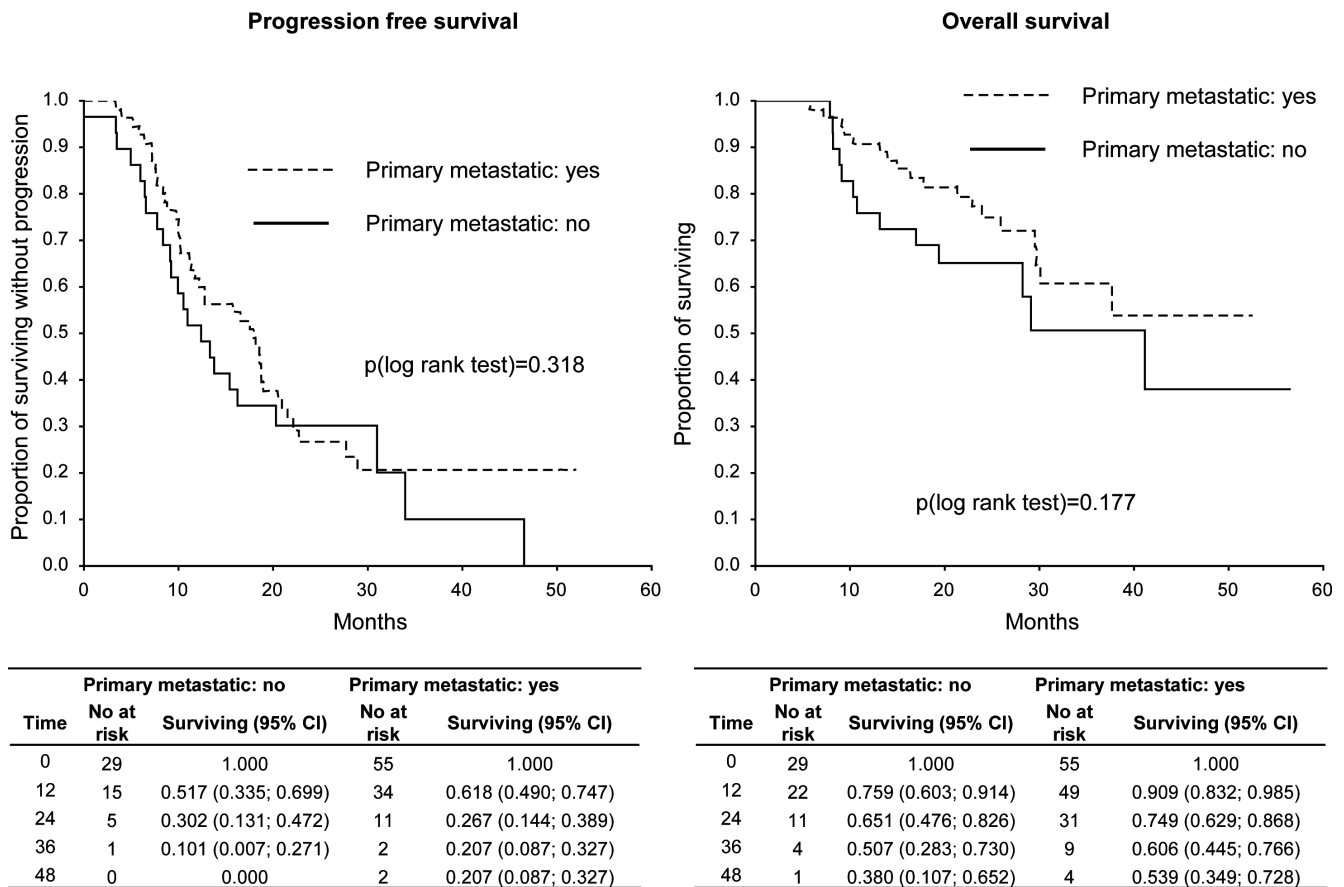 Progression free survival
Proportion of surviving without progression
1.0
0.9
0.8
0.7
0.6
0.5
0.4
0.3
0.2
0.1
0.0
Primary metastatic: yes
Primary metastatic: no
p(log rank test)=0.318
0 10 20 30 40 50 60
Months
Overall survival
Proportion of surviving
1.0
0.9
0.8
0.7
0.6
0.5
0.4
0.3
0.2
0.1
0.0
Primary metastatic: yes
Primary metastatic: no
p(log rank test)=0.177
0 10 20 30 40 50 60
Months
Primary metastatic: no Primary metastatic: yes
Time No at risk Surviving (95% CI) No at risk Surviving (95% CI)
0 29 1.000 55 1.000
12 15 0.517 (0.335; 0.699) 34 0.618 (0.490; 0.747)
24 5 0.302 (0.131; 0.472) 11 0.267 (0.144; 0.389)
36 1 0.101 (0.007; 0.271) 2 0.207 (0.087; 0.327)
48 0 0.000 2 0.207 (0.087; 0.327)
Primary metastatic: no Primary metastatic: yes
Time No at risk Surviving (95% CI) No at risk Surviving (95% CI)
0 29 1.000 55 1.000
12 22 0.759 (0.603; 0.914) 49 0.909 (0.832; 0.985)
24 11 0.651 (0.476; 0.826) 31 0.749 (0.629; 0.868)
36 4 0.507 (0.283; 0.730) 9 0.606 (0.445; 0.766)
48 1 0.380 (0.107; 0.652) 4 0.539 (0.349; 0.728)